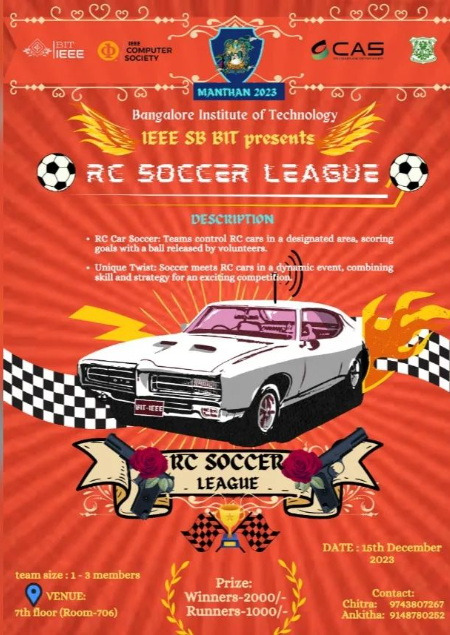 BIT
IEEE
IEEE
COMPUTER
SOCIETY
CAS
MANTHAN 2023
Bangalore Institute of Technology
IEEE SB BIT presents
RC SOCCER LEAGUE
DESCRIPTION
• RC Car Soccer: Teams control RC cars in a designated area, scoring
goals with a ball released by volunteers.
• Unique Twist: Soccer meets RC cars in a dynamic event, combining
skill and strategy for an exciting competition.
BIT-IEEE
RC SOCCER
LEAGUE
DATE : 15th December
2023
team size : 1 - 3 members
VENUE:
7th floor (Room-706)
Prize:
Winners-2000/-
Runners-1000/-
Contact:
Chitra: 9743807267
Ankitha: 9148780252